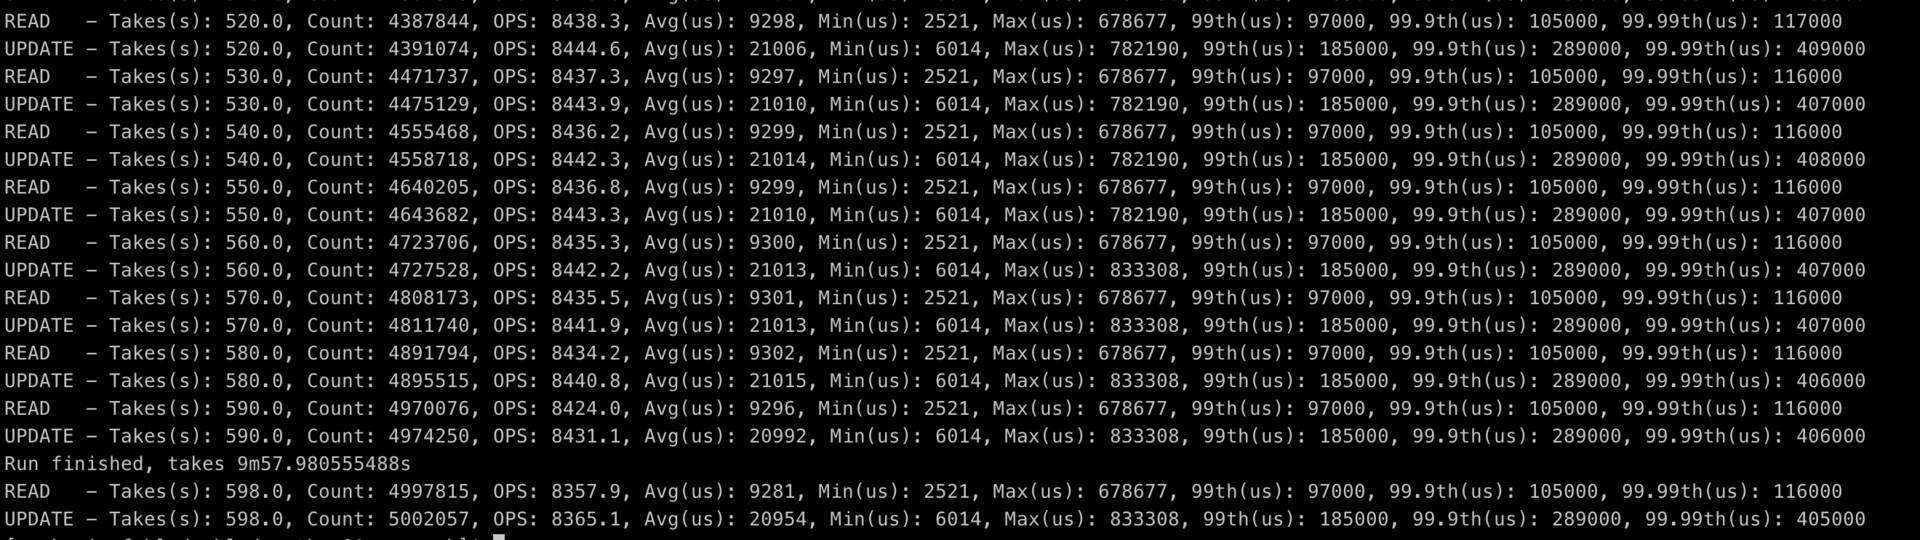 READ   – Takes(s): 520.0, Count: 4387844, OPS: 8438.3, Avg(us): 9298, Min(us): 2521, Max(us): 678677, 99th(us): 97000, 99.9th(us): 105000, 99.99th(us): 117000
UPDATE – Takes(s): 520.0, Count: 4391074, OPS: 8444.6, Avg(us): 21006, Min(us): 6014, Max(us): 782190, 99th(us): 185000, 99.9th(us): 289000, 99.99th(us): 409000
READ   – Takes(s): 530.0, Count: 4471737, OPS: 8437.3, Avg(us): 9297, Min(us): 2521, Max(us): 678677, 99th(us): 97000, 99.9th(us): 105000, 99.99th(us): 116000
UPDATE – Takes(s): 530.0, Count: 4475129, OPS: 8443.9, Avg(us): 21010, Min(us): 6014, Max(us): 782190, 99th(us): 185000, 99.9th(us): 289000, 99.99th(us): 407000
READ   – Takes(s): 540.0, Count: 4555468, OPS: 8436.2, Avg(us): 9299, Min(us): 2521, Max(us): 678677, 99th(us): 97000, 99.9th(us): 105000, 99.99th(us): 116000
UPDATE – Takes(s): 540.0, Count: 4558718, OPS: 8442.3, Avg(us): 21014, Min(us): 6014, Max(us): 782190, 99th(us): 185000, 99.9th(us): 289000, 99.99th(us): 408000
READ   – Takes(s): 550.0, Count: 4640205, OPS: 8436.8, Avg(us): 9299, Min(us): 2521, Max(us): 678677, 99th(us): 97000, 99.9th(us): 105000, 99.99th(us): 116000
UPDATE – Takes(s): 550.0, Count: 4643682, OPS: 8443.3, Avg(us): 21010, Min(us): 6014, Max(us): 782190, 99th(us): 185000, 99.9th(us): 289000, 99.99th(us): 407000
READ   – Takes(s): 560.0, Count: 4723706, OPS: 8435.3, Avg(us): 9300, Min(us): 2521, Max(us): 678677, 99th(us): 97000, 99.9th(us): 105000, 99.99th(us): 116000
UPDATE – Takes(s): 560.0, Count: 4727528, OPS: 8442.2, Avg(us): 21013, Min(us): 6014, Max(us): 833308, 99th(us): 185000, 99.9th(us): 289000, 99.99th(us): 407000
READ   – Takes(s): 570.0, Count: 4808173, OPS: 8435.5, Avg(us): 9301, Min(us): 2521, Max(us): 678677, 99th(us): 97000, 99.9th(us): 105000, 99.99th(us): 116000
UPDATE – Takes(s): 570.0, Count: 4811740, OPS: 8441.9, Avg(us): 21013, Min(us): 6014, Max(us): 833308, 99th(us): 185000, 99.9th(us): 289000, 99.99th(us): 407000
READ   – Takes(s): 580.0, Count: 4891794, OPS: 8434.2, Avg(us): 9302, Min(us): 2521, Max(us): 678677, 99th(us): 97000, 99.9th(us): 105000, 99.99th(us): 116000
UPDATE – Takes(s): 580.0, Count: 4895515, OPS: 8440.8, Avg(us): 21015, Min(us): 6014, Max(us): 833308, 99th(us): 185000, 99.9th(us): 289000, 99.99th(us): 406000
READ   – Takes(s): 590.0, Count: 4970076, OPS: 8424.0, Avg(us): 9296, Min(us): 2521, Max(us): 678677, 99th(us): 97000, 99.9th(us): 105000, 99.99th(us): 116000
UPDATE – Takes(s): 590.0, Count: 4974250, OPS: 8431.1, Avg(us): 20992, Min(us): 6014, Max(us): 833308, 99th(us): 185000, 99.9th(us): 289000, 99.99th(us): 406000
Run finished, takes 9m57.980555488s
READ   – Takes(s): 598.0, Count: 4997815, OPS: 8357.9, Avg(us): 9281, Min(us): 2521, Max(us): 678677, 99th(us): 97000, 99.9th(us): 105000, 99.99th(us): 116000
UPDATE – Takes(s): 598.0, Count: 5002057, OPS: 8365.1, Avg(us): 20954, Min(us): 6014, Max(us): 833308, 99th(us): 185000, 99.9th(us): 289000, 99.99th(us): 405000